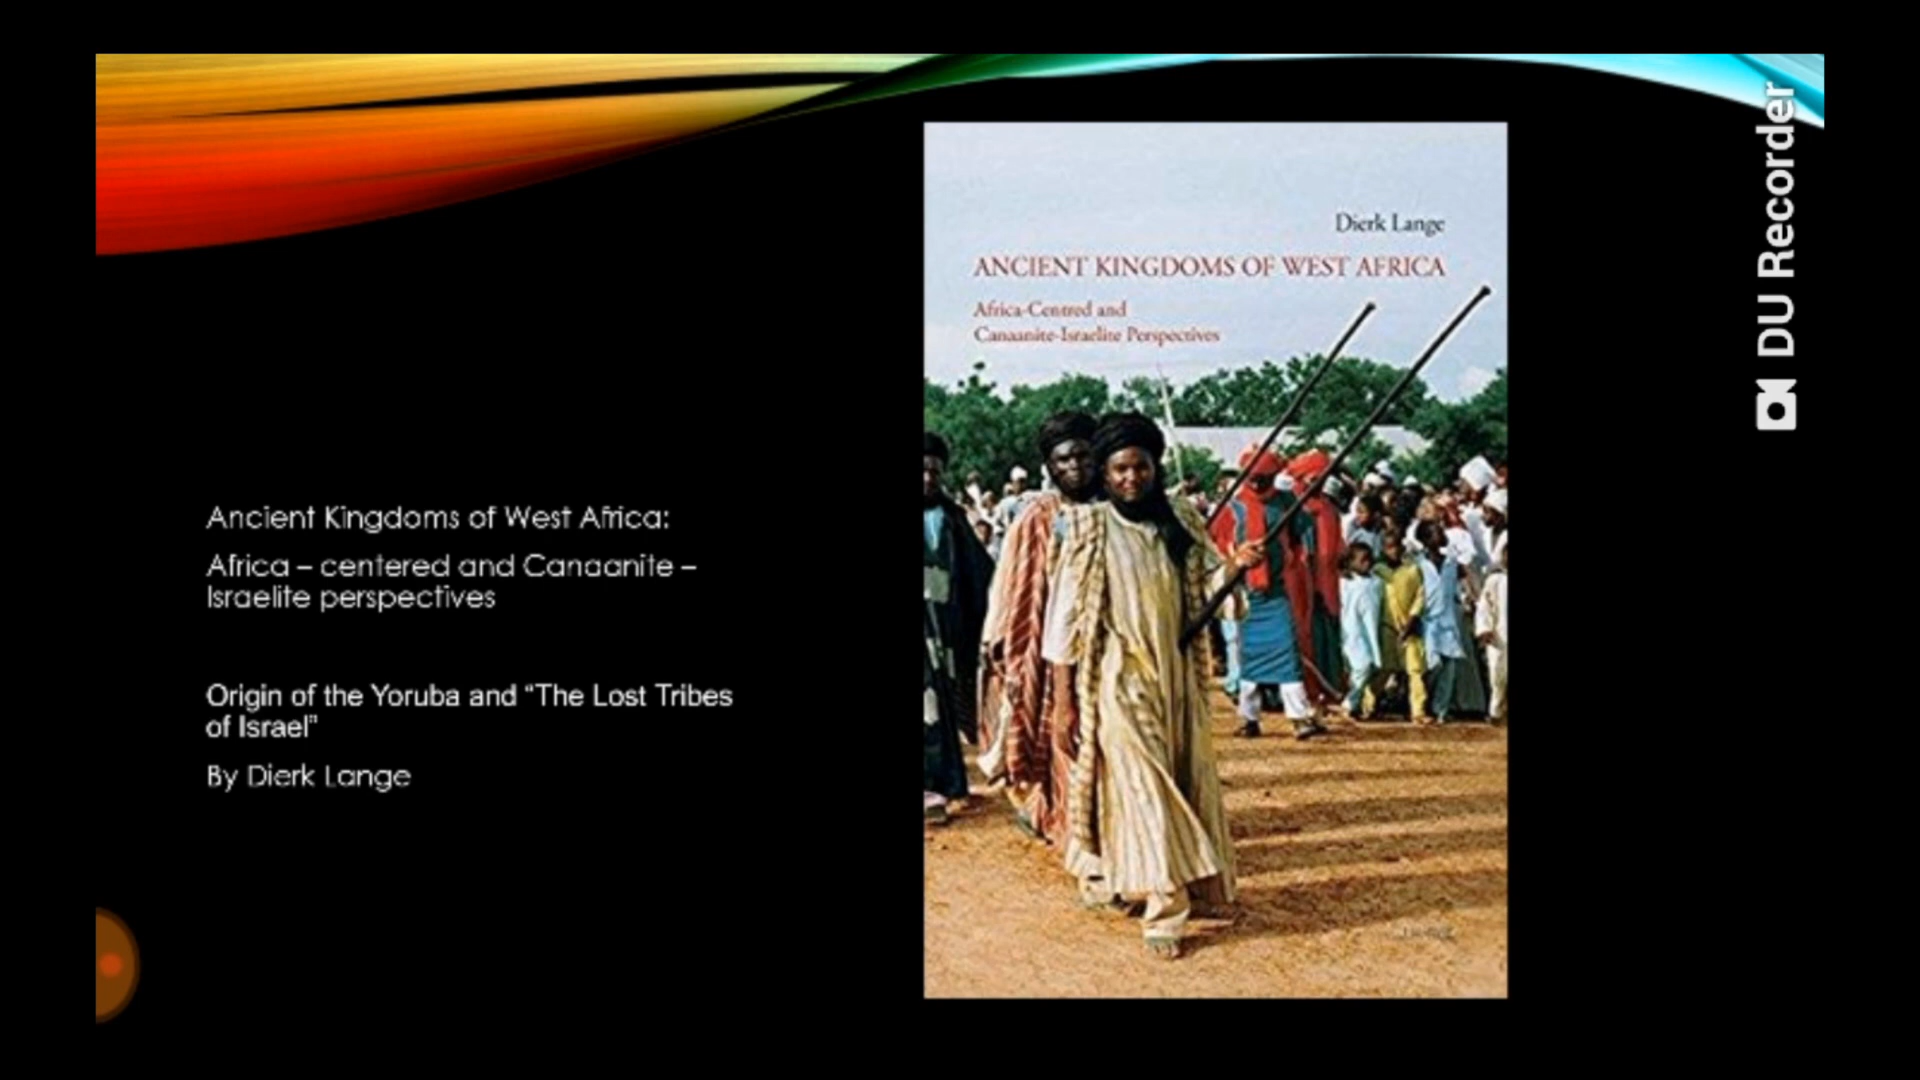 Ancient Kingdoms of West Africa:
Africa – centered and Canaanite –
Israelite perspectives
Origin of the Yoruba and “The Lost Tribes
of Israel”
By Dierk Lange
Dierk Lange
ANCIENT KINGDOMS OF WEST AFRICA
Africa-Centred and
Canaanite-Israelite Perspectives
DU Recorder